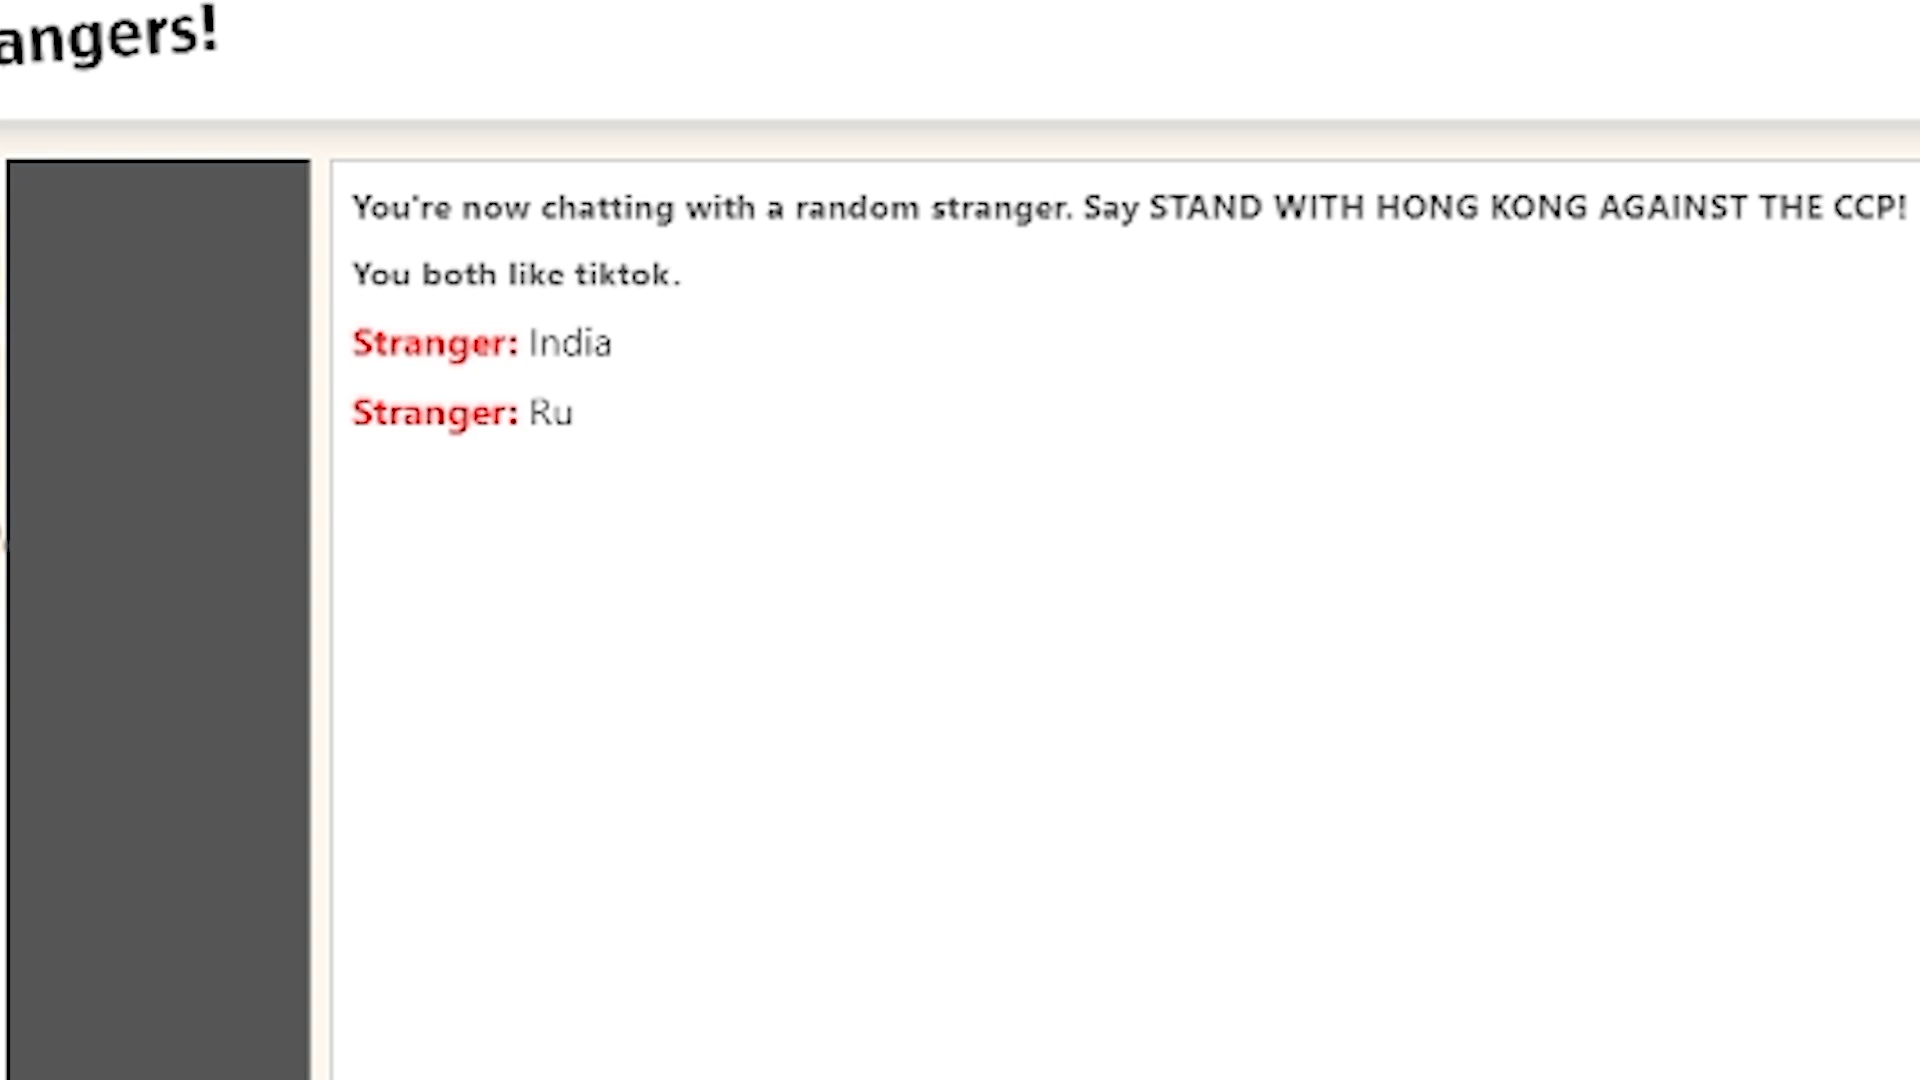 angers!
You're now chatting with a random stranger. Say STAND WITH HONG KONG AGAINST THE CCP!
You both like tiktok.
Stranger: India
Stranger: Ru